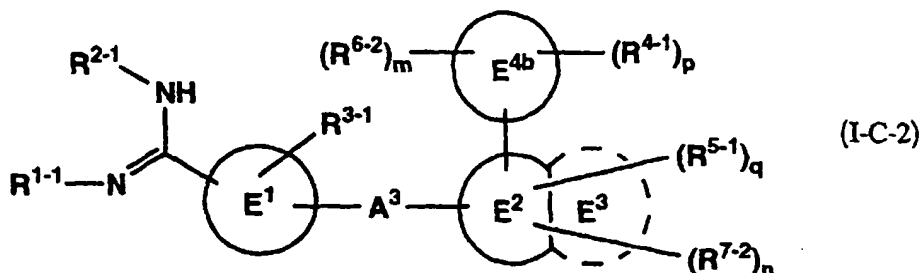 (R⁶⁻²)ₘ E⁴ᵇ (R⁴⁻¹)ₚ
R²⁻¹
NH
R³⁻¹
(I-C-2)
(R⁵⁻¹)q
R¹⁻¹ N E¹ A³ E² E³
(R⁷⁻²)ₙ